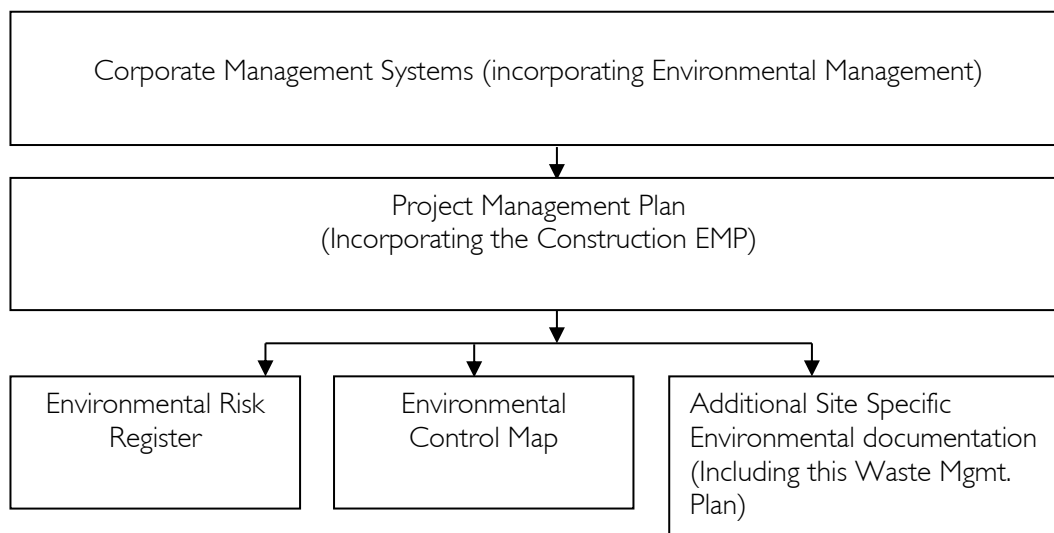 Corporate Management Systems (incorporating Environmental Management)
Project Management Plan
(Incorporating the Construction EMP)
Environmental Risk
Register
Environmental
Control Map
Additional Site Specific
Environmental documentation
(Including this Waste Mgmt.
Plan)